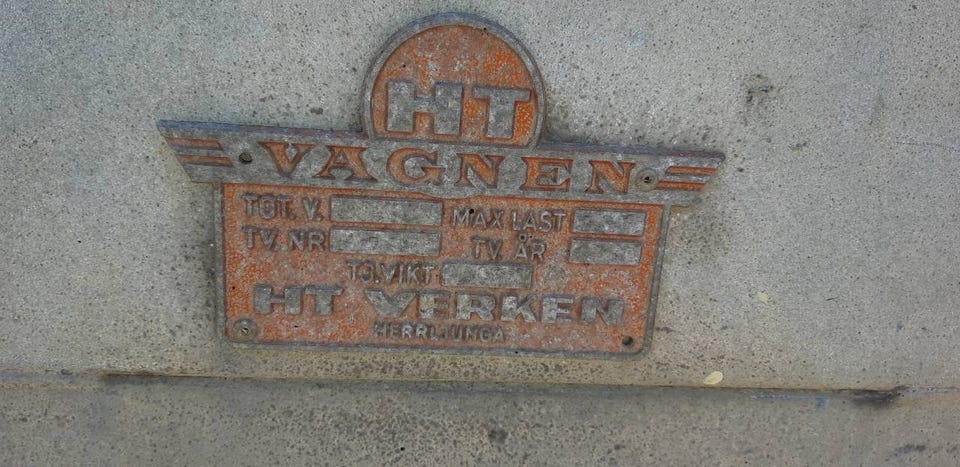 HT
VAGNEN
TOT. V. MAX LAST
TV. NR TV. ÅR
TJ. VIKT
HT VERKEN
HERRLJUNGA